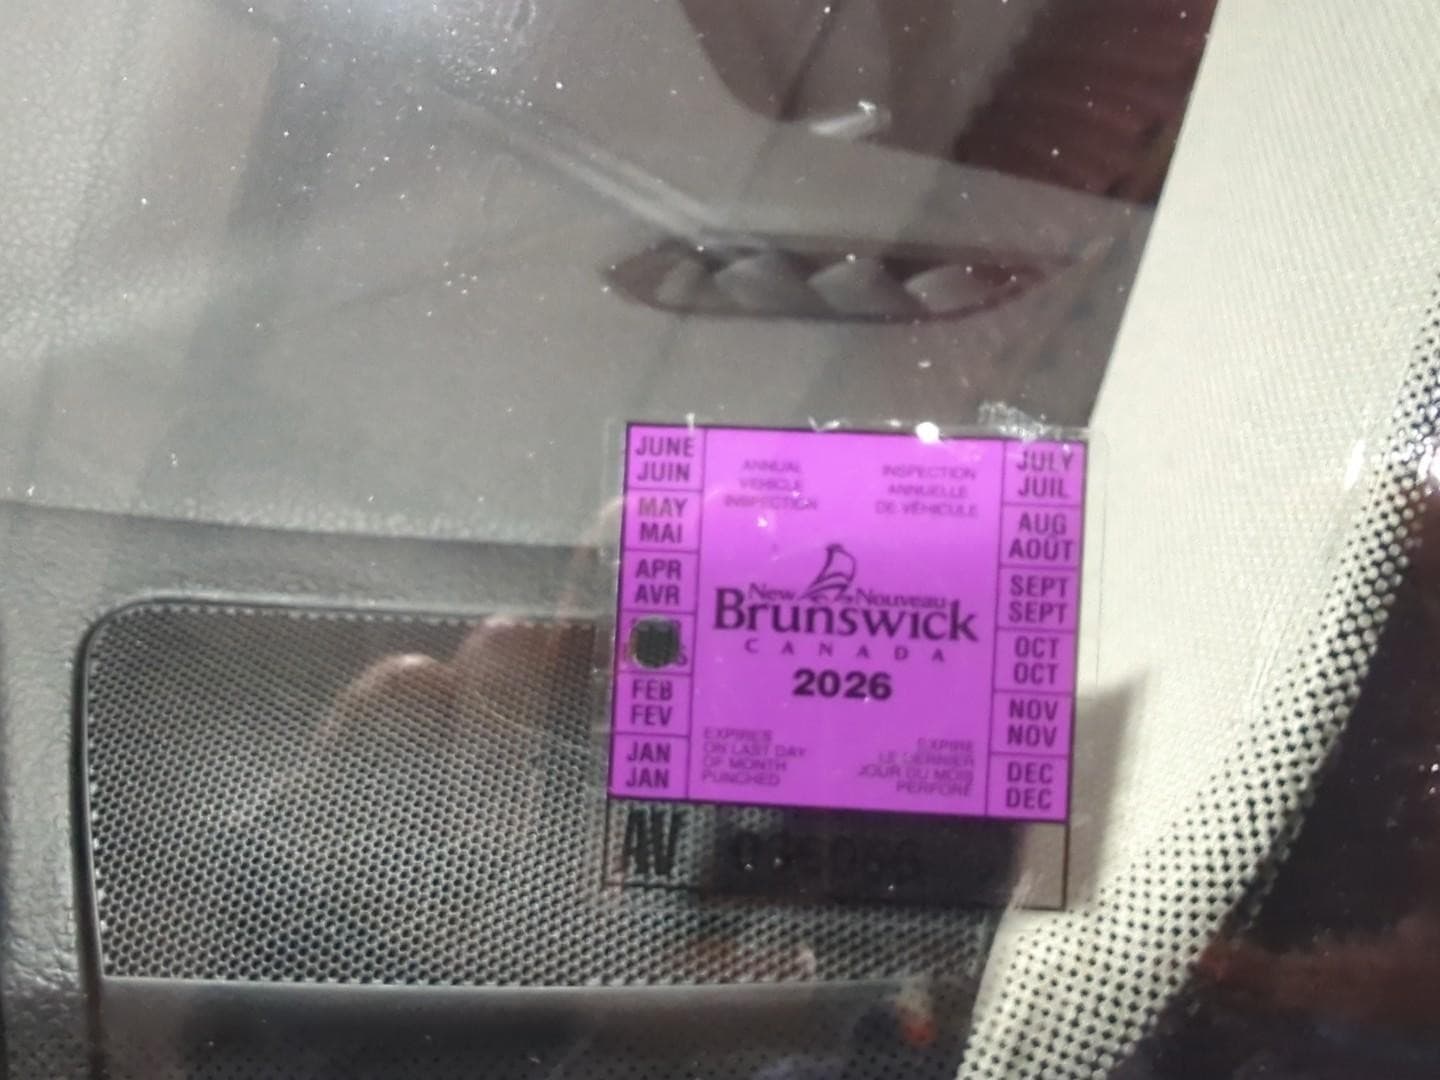 JUNE
JUIN
MAY
MAI
APR
AVR
FEB
FEV
JAN
JAN
ANNUAL
VEHICLE
INSPECTION
INSPECTION
ANNUELLE
DE VÉHICULE
New Nouveau
Brunswick
CANADA
2026
EXPIRES
ON LAST DAY
OF MONTH
PUNCHED
EXPIRE
LE DERNIER
JOUR DU MOIS
PERFORÉ
JULY
JUIL
AUG
AOÛT
SEPT
SEPT
OCT
OCT
NOV
NOV
DEC
DEC
AV